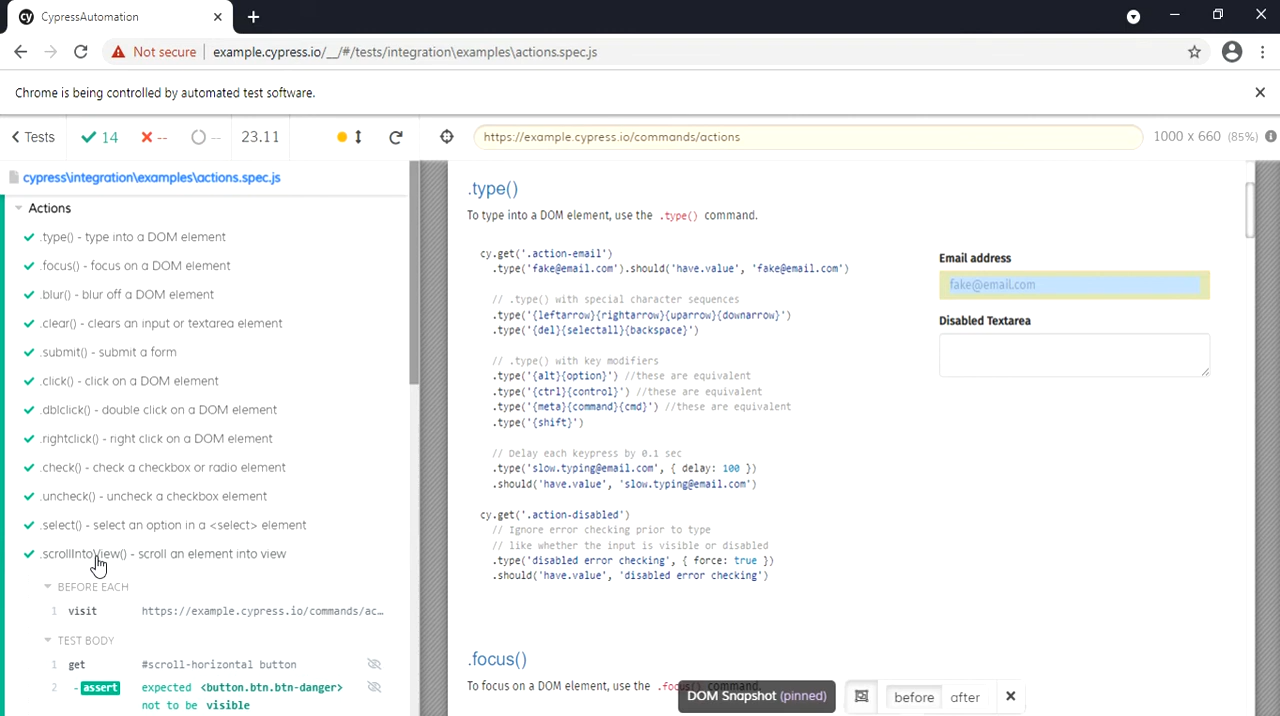 CypressAutomation
Not secure
example.cypress.io/__/#/tests/integration\examples\actions.spec.js
Chrome is being controlled by automated test software.
Tests
14
--
--
23.11
https://example.cypress.io/commands/actions
1000 x 660 (85%)
cypress\integration\examples\actions.spec.js
Actions
.type() - type into a DOM element
.focus() - focus on a DOM element
.blur() - blur off a DOM element
.clear() - clears an input or textarea element
.submit() - submit a form
.click() - click on a DOM element
.dblclick() - double click on a DOM element
.rightclick() - right click on a DOM element
.check() - check a checkbox or radio element
.uncheck() - uncheck a checkbox element
.select() - select an option in a <select> element
.scrollIntoView() - scroll an element into view
BEFORE EACH
1 visit https://example.cypress.io/commands/ac…
TEST BODY
1 get #scroll-horizontal button
2 -assert expected <button.btn.btn-danger>
not to be visible
.type()
To type into a DOM element, use the .type() command.
cy.get('.action-email')
.type('fake@email.com').should('have.value', 'fake@email.com')
// .type() with special character sequences
.type('{leftarrow}{rightarrow}{uparrow}{downarrow}')
.type('{del}{selectall}{backspace}')
// .type() with key modifiers
.type('{alt}{option}') //these are equivalent
.type('{ctrl}{control}') //these are equivalent
.type('{meta}{command}{cmd}') //these are equivalent
.type('{shift}')
// Delay each keypress by 0.1 sec
.type('slow.typing@email.com', { delay: 100 })
.should('have.value', 'slow.typing@email.com')
cy.get('.action-disabled')
// Ignore error checking prior to type
// like whether the input is visible or disabled
.type('disabled error checking', { force: true })
.should('have.value', 'disabled error checking')
Email address
fake@email.com
Disabled Textarea
.focus()
To focus on a DOM element, use the .focus() command.
DOM Snapshot (pinned)
before
after